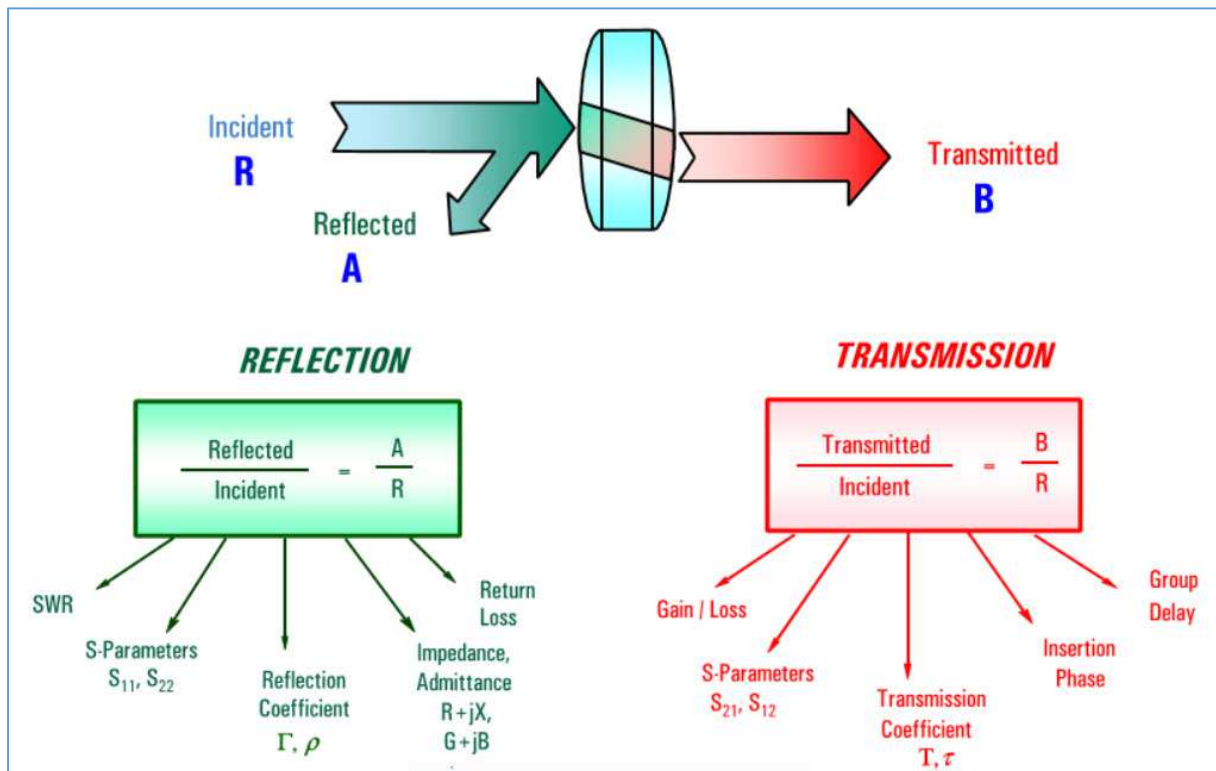 Incident
R
Reflected
A
Transmitted
B
REFLECTION
Reflected
Incident
=
A
R
SWR
S-Parameters
S₁₁, S₂₂
Reflection
Coefficient
Γ, ρ
Impedance,
Admittance
R+jX,
G+jB
Return
Loss
TRANSMISSION
Transmitted
Incident
=
B
R
Gain / Loss
S-Parameters
S₂₁, S₁₂
Transmission
Coefficient
T, τ
Insertion
Phase
Group
Delay